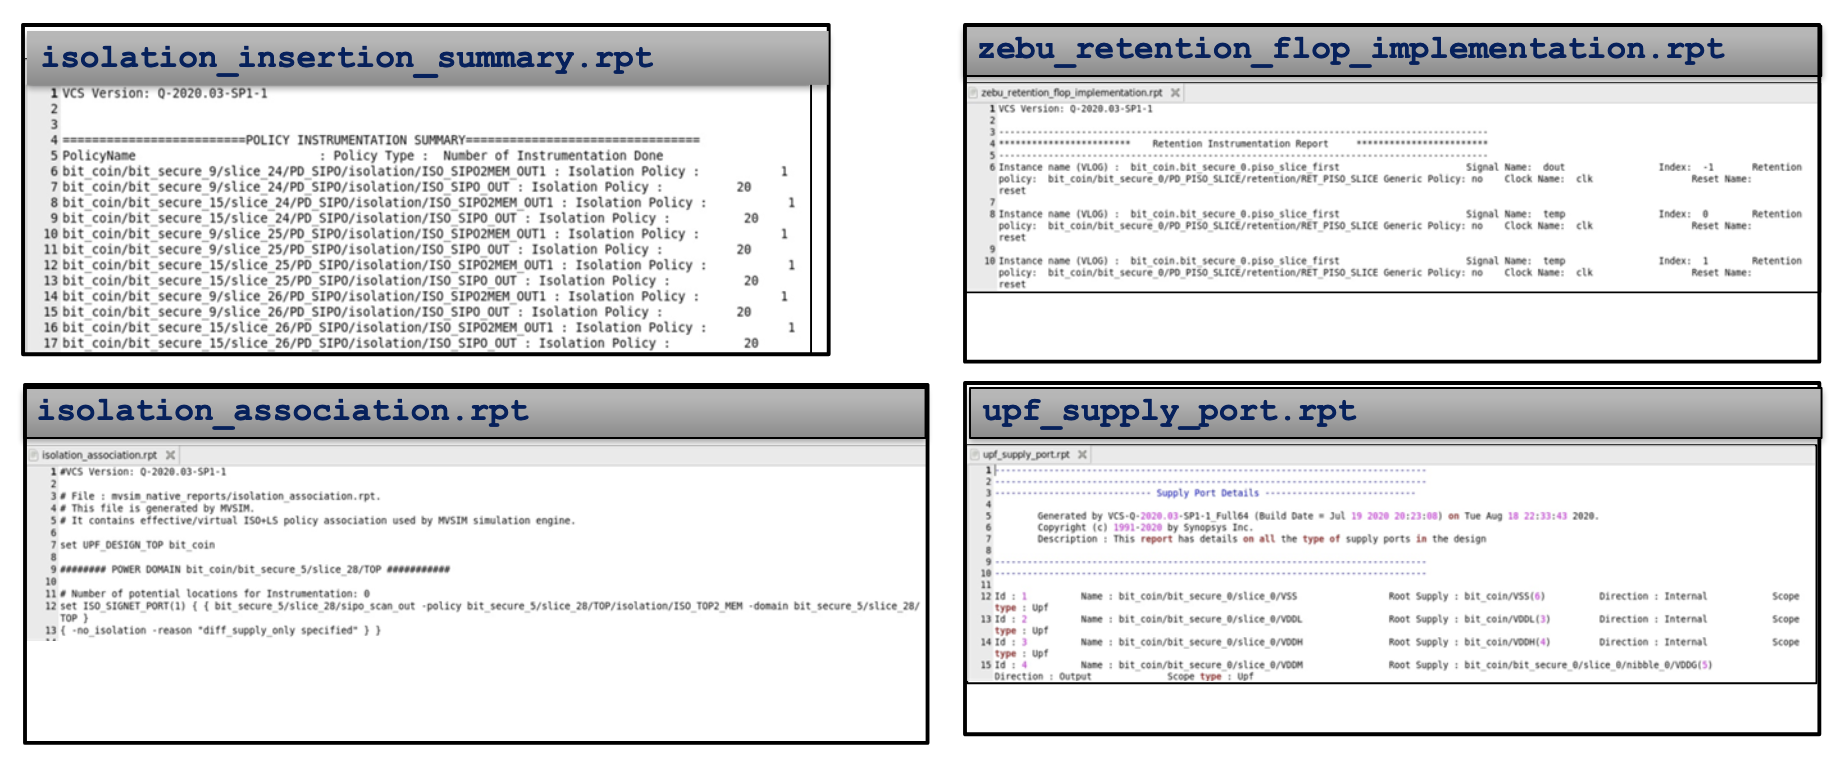 isolation_insertion_summary.rpt
1 VCS Version: Q-2020.03-SP1-1
2
3
4 =========================POLICY INSTRUMENTATION SUMMARY================================
5 PolicyName : Policy Type : Number of Instrumentation Done
6 bit_coin/bit_secure_9/slice_24/PD_SIPO/isolation/ISO_SIPO2MEM_OUT1 : Isolation Policy : 1
7 bit_coin/bit_secure_9/slice_24/PD_SIPO/isolation/ISO_SIPO_OUT : Isolation Policy : 20
8 bit_coin/bit_secure_15/slice_24/PD_SIPO/isolation/ISO_SIPO2MEM_OUT1 : Isolation Policy : 1
9 bit_coin/bit_secure_15/slice_24/PD_SIPO/isolation/ISO_SIPO_OUT : Isolation Policy : 20
10 bit_coin/bit_secure_9/slice_25/PD_SIPO/isolation/ISO_SIPO2MEM_OUT1 : Isolation Policy : 1
11 bit_coin/bit_secure_9/slice_25/PD_SIPO/isolation/ISO_SIPO_OUT : Isolation Policy : 20
12 bit_coin/bit_secure_15/slice_25/PD_SIPO/isolation/ISO_SIPO2MEM_OUT1 : Isolation Policy : 1
13 bit_coin/bit_secure_15/slice_25/PD_SIPO/isolation/ISO_SIPO_OUT : Isolation Policy : 20
14 bit_coin/bit_secure_9/slice_26/PD_SIPO/isolation/ISO_SIPO2MEM_OUT1 : Isolation Policy : 1
15 bit_coin/bit_secure_9/slice_26/PD_SIPO/isolation/ISO_SIPO_OUT : Isolation Policy : 20
16 bit_coin/bit_secure_15/slice_26/PD_SIPO/isolation/ISO_SIPO2MEM_OUT1 : Isolation Policy : 1
17 bit_coin/bit_secure_15/slice_26/PD_SIPO/isolation/ISO_SIPO_OUT : Isolation Policy : 20
zebu_retention_flop_implementation.rpt
zebu_retention_flop_implementation.rpt
1 VCS Version: Q-2020.03-SP1-1
2
3 ------------------------------------------------------------------------------------------
4 ************************ Retention Instrumentation Report ************************
5 ------------------------------------------------------------------------------------------
6 Instance name (VLOG) : bit_coin.bit_secure_0.piso_slice_first Signal Name: dout Index: -1 Retention
policy: bit_coin/bit_secure_0/PD_PISO_SLICE/retention/RET_PISO_SLICE Generic Policy: no Clock Name: clk Reset Name:
reset
7
8 Instance name (VLOG) : bit_coin.bit_secure_0.piso_slice_first Signal Name: temp Index: 0 Retention
policy: bit_coin/bit_secure_0/PD_PISO_SLICE/retention/RET_PISO_SLICE Generic Policy: no Clock Name: clk Reset Name:
reset
9
10 Instance name (VLOG) : bit_coin.bit_secure_0.piso_slice_first Signal Name: temp Index: 1 Retention
policy: bit_coin/bit_secure_0/PD_PISO_SLICE/retention/RET_PISO_SLICE Generic Policy: no Clock Name: clk Reset Name:
reset
isolation_association.rpt
isolation_association.rpt
1 #VCS Version: Q-2020.03-SP1-1
2
3 # File : mvsim_native_reports/isolation_association.rpt.
4 # This file is generated by MVSIM.
5 # It contains effective/virtual ISO+LS policy association used by MVSIM simulation engine.
6
7 set UPF_DESIGN_TOP bit_coin
8
9 ######## POWER DOMAIN bit_coin/bit_secure_5/slice_28/TOP ###########
10
11 # Number of potential locations for Instrumentation: 0
12 set ISO_SIGNET_PORT(1) { { bit_secure_5/slice_28/sipo_scan_out -policy bit_secure_5/slice_28/TOP/isolation/ISO_TOP2_MEM -domain bit_secure_5/slice_28/
TOP }
13 { -no_isolation -reason "diff_supply_only specified" } }
upf_supply_port.rpt
upf_supply_port.rpt
1 --------------------------------------------------------------------------------
2 --------------------------------------------------------------------------------
3 ----------------------------- Supply Port Details ----------------------------
4
5 Generated by VCS-Q-2020.03-SP1-1_Full64 (Build Date = Jul 19 2020 20:23:08) on Tue Aug 18 22:33:43 2020.
6 Copyright (c) 1991-2020 by Synopsys Inc.
7 Description : This report has details on all the type of supply ports in the design
8
9 --------------------------------------------------------------------------------
10 --------------------------------------------------------------------------------
11
12 Id : 1 Name : bit_coin/bit_secure_0/slice_0/VSS Root Supply : bit_coin/VSS(6) Direction : Internal Scope
type : Upf
13 Id : 2 Name : bit_coin/bit_secure_0/slice_0/VDDL Root Supply : bit_coin/VDDL(3) Direction : Internal Scope
type : Upf
14 Id : 3 Name : bit_coin/bit_secure_0/slice_0/VDDH Root Supply : bit_coin/VDDH(4) Direction : Internal Scope
type : Upf
15 Id : 4 Name : bit_coin/bit_secure_0/slice_0/VDDM Root Supply : bit_coin/bit_secure_0/slice_0/nibble_0/VDDG(5)
Direction : Output Scope type : Upf